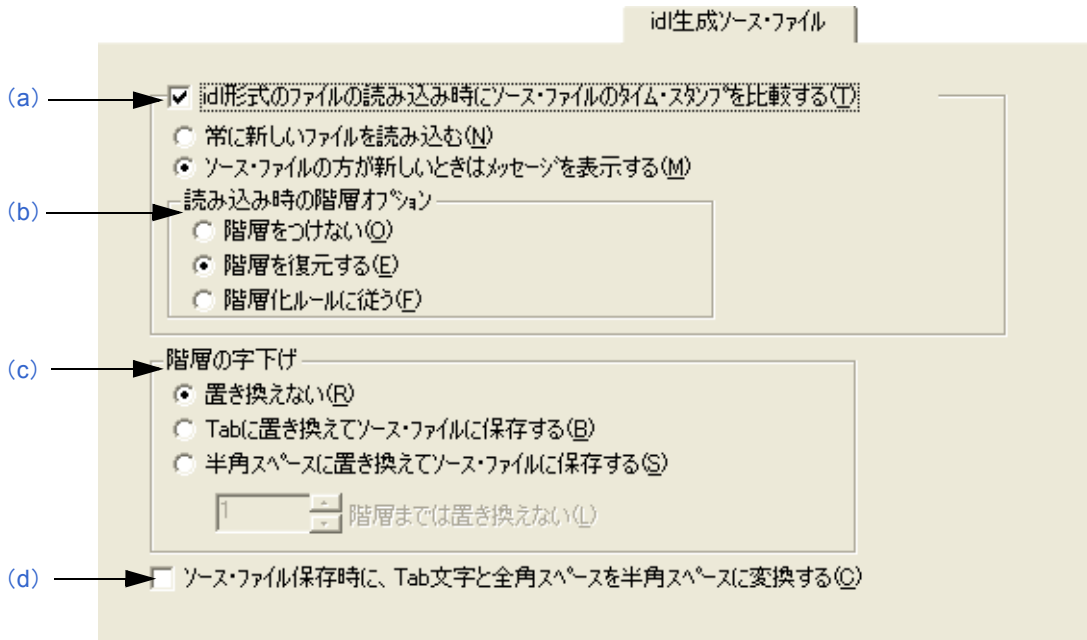 idl生成ソース・ファイル
(a)
idl形式のファイルの読み込み時にソース・ファイルのタイム・スタンプを比較する(T)
常に新しいファイルを読み込む(N)
ソース・ファイルの方が新しいときはメッセージを表示する(M)
(b)
読み込み時の階層オプション
階層をつけない(O)
階層を復元する(E)
階層化ルールに従う(F)
(c)
階層の字下げ
置き換えない(R)
Tabに置き換えてソース・ファイルに保存する(B)
半角スペースに置き換えてソース・ファイルに保存する(S)
1 階層までは置き換えない(L)
(d)
ソース・ファイル保存時に、Tab文字と全角スペースを半角スペースに変換する(C)